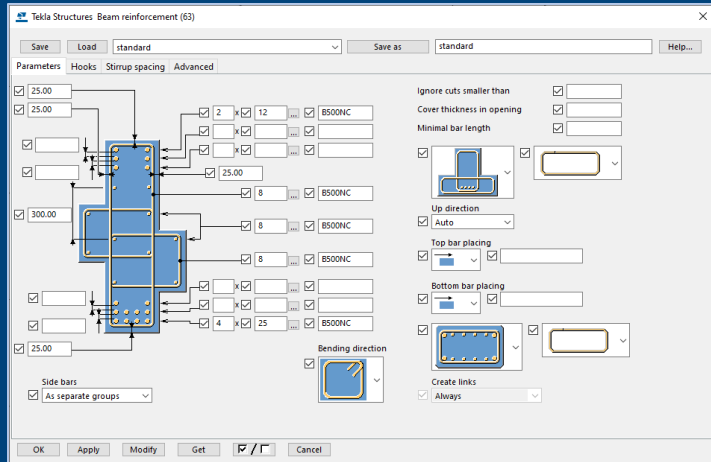 Tekla Structures Beam reinforcement (63)
Save Load standard Save as standard Help...
Parameters Hooks Stirrup spacing Advanced
25.00
25.00
2 x 12 ... B500NC
x ...
x ...
25.00
8 ... B500NC
300.00
8 ... B500NC
8 ... B500NC
x ...
x ...
4 x 25 ... B500NC
25.00
Side bars
As separate groups
Bending direction
Ignore cuts smaller than
Cover thickness in opening
Minimal bar length
Up direction
Auto
Top bar placing
Bottom bar placing
Create links
Always
OK Apply Modify Get / Cancel